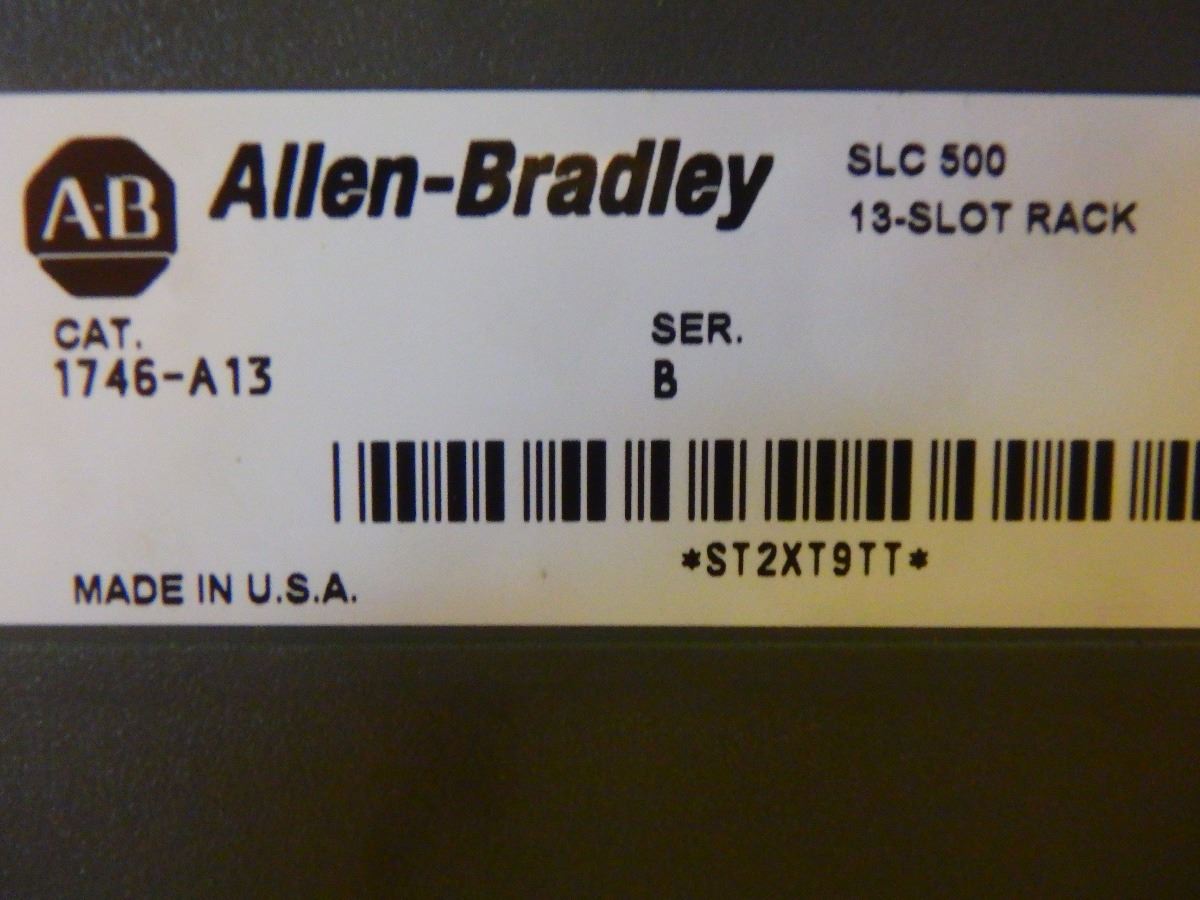 A-B
Allen-Bradley
SLC 500
13-SLOT RACK
CAT.
1746-A13
SER.
B
*ST2XT9TT*
MADE IN U.S.A.